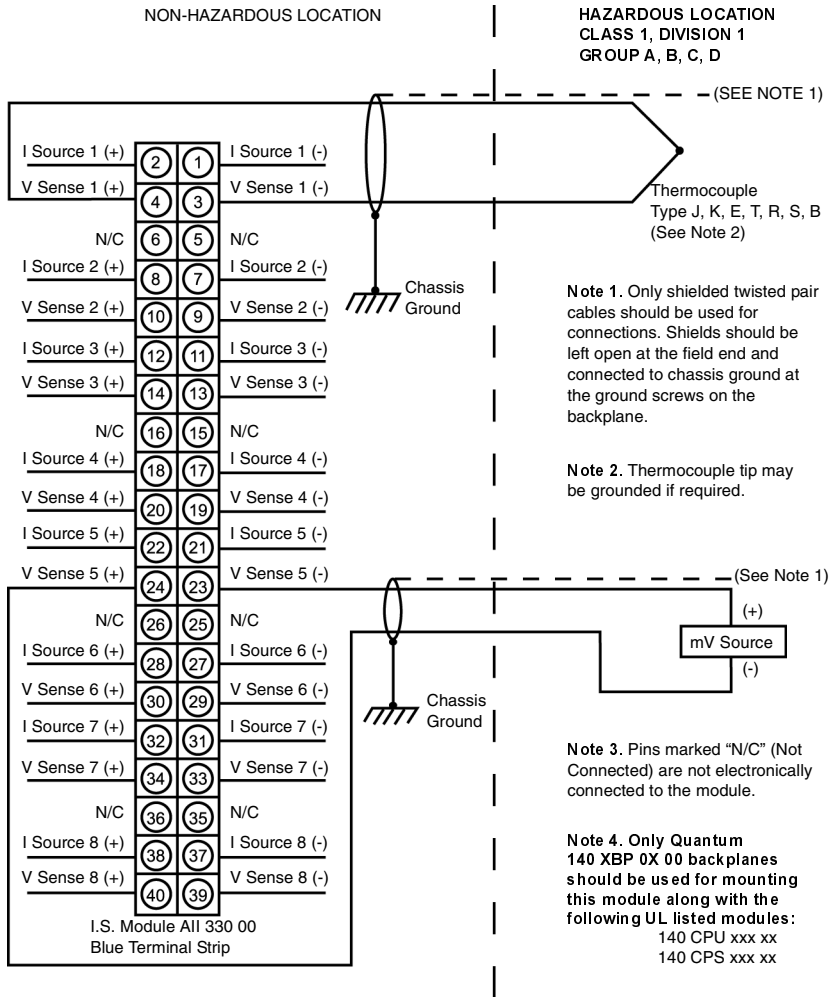 NON-HAZARDOUS LOCATION
HAZARDOUS LOCATION
CLASS 1, DIVISION 1
GROUP A, B, C, D
(SEE NOTE 1)
I Source 1 (+) 2 1 I Source 1 (-)
V Sense 1 (+) 4 3 V Sense 1 (-)
Thermocouple
Type J, K, E, T, R, S, B
(See Note 2)
N/C 6 5 N/C
I Source 2 (+) 8 7 I Source 2 (-)
Chassis
Ground
V Sense 2 (+) 10 9 V Sense 2 (-)
I Source 3 (+) 12 11 I Source 3 (-)
V Sense 3 (+) 14 13 V Sense 3 (-)
N/C 16 15 N/C
I Source 4 (+) 18 17 I Source 4 (-)
V Sense 4 (+) 20 19 V Sense 4 (-)
I Source 5 (+) 22 21 I Source 5 (-)
V Sense 5 (+) 24 23 V Sense 5 (-)
N/C 26 25 N/C
I Source 6 (+) 28 27 I Source 6 (-)
V Sense 6 (+) 30 29 V Sense 6 (-)
I Source 7 (+) 32 31 I Source 7 (-)
V Sense 7 (+) 34 33 V Sense 7 (-)
N/C 36 35 N/C
I Source 8 (+) 38 37 I Source 8 (-)
V Sense 8 (+) 40 39 V Sense 8 (-)
I.S. Module AII 330 00
Blue Terminal Strip
Note 1. Only shielded twisted pair
cables should be used for
connections. Shields should be
left open at the field end and
connected to chassis ground at
the ground screws on the
backplane.
Note 2. Thermocouple tip may
be grounded if required.
(See Note 1)
(+)
mV Source
(-)
Chassis
Ground
Note 3. Pins marked “N/C” (Not
Connected) are not electronically
connected to the module.
Note 4. Only Quantum
140 XBP 0X 00 backplanes
should be used for mounting
this module along with the
following UL listed modules:
140 CPU xxx xx
140 CPS xxx xx